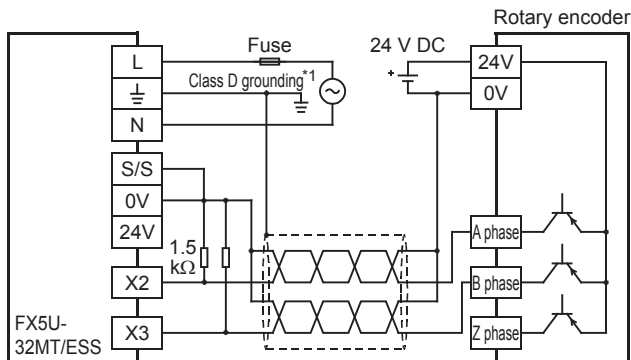 Rotary encoder
L
Fuse
24 V DC
+
24V
Class D grounding*1
0V
N
S/S
0V
24V
1.5
kΩ
A phase
X2
B phase
FX5U-
32MT/ESS
X3
Z phase